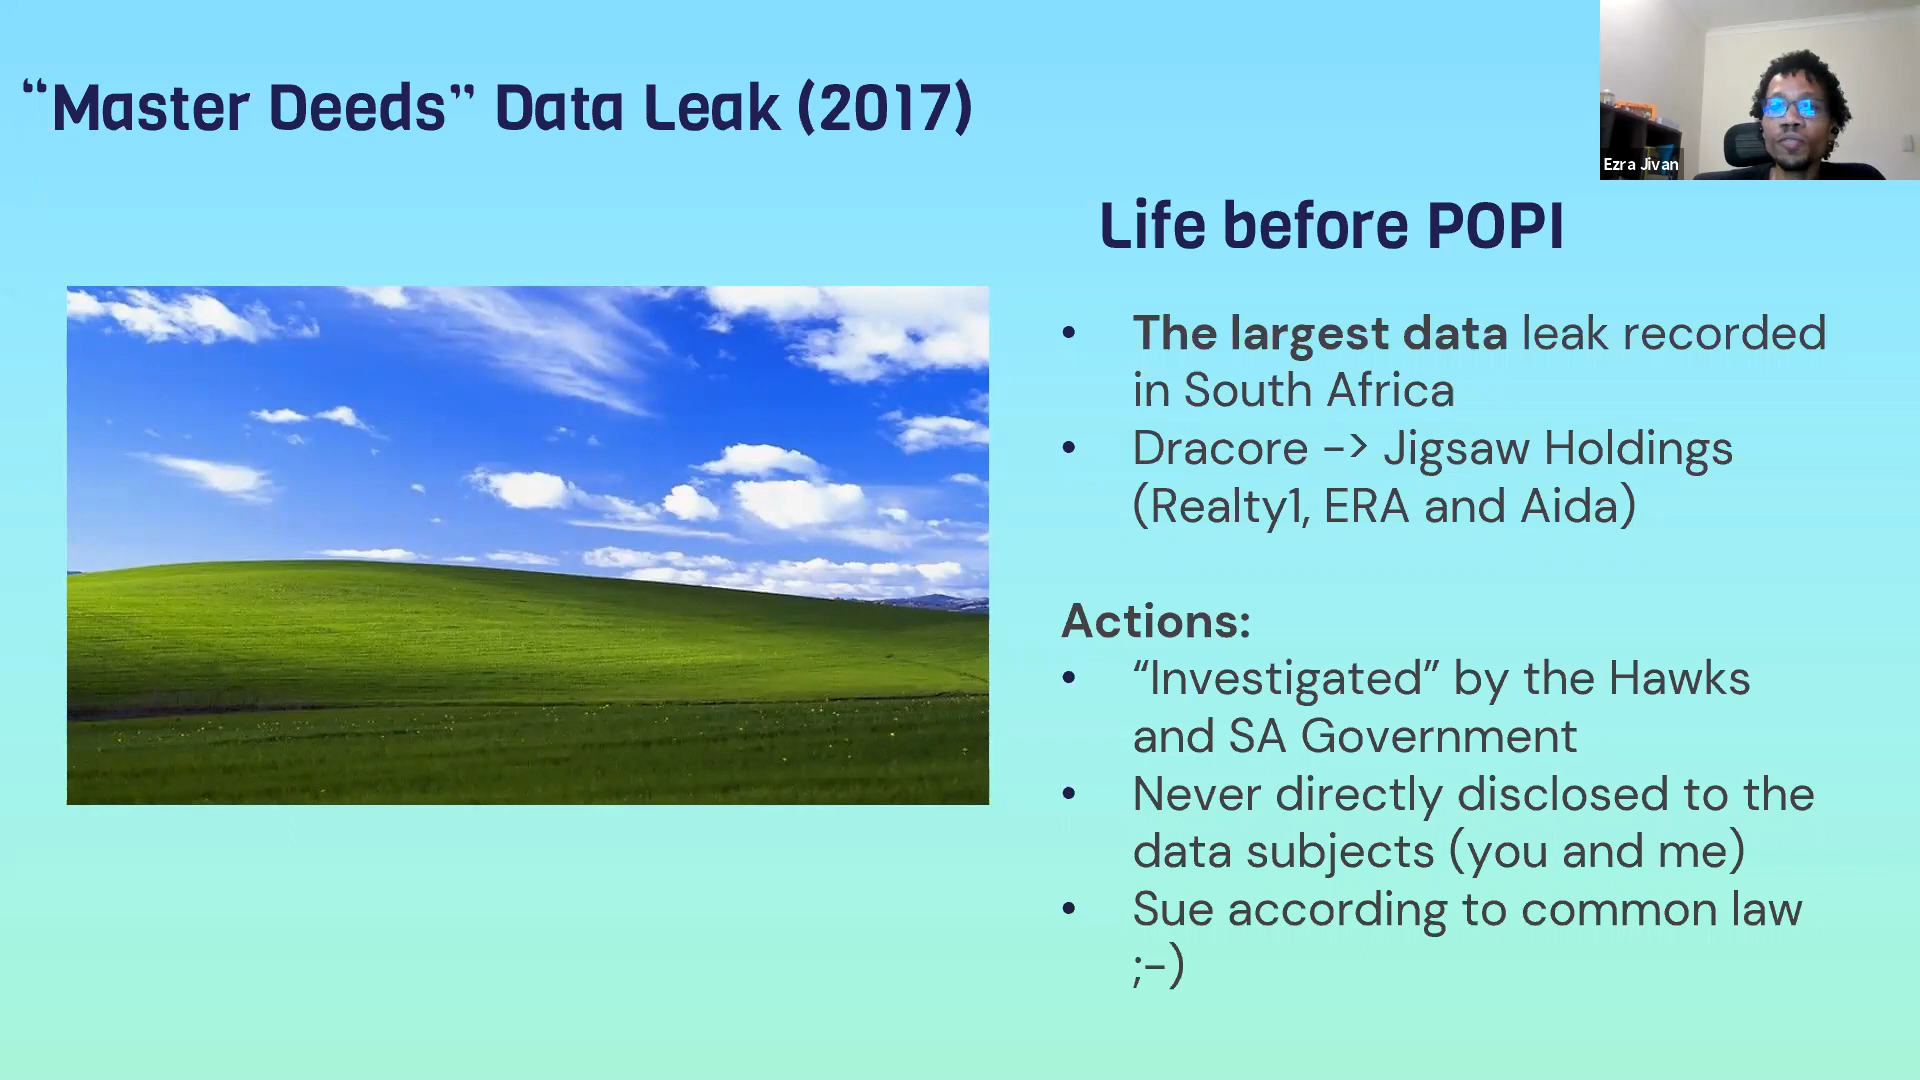 “Master Deeds” Data Leak (2017)
Ezra Jivan
Life before POPI
• The largest data leak recorded
in South Africa
• Dracore -> Jigsaw Holdings
(Realty1, ERA and Aida)
Actions:
• “Investigated” by the Hawks
and SA Government
• Never directly disclosed to the
data subjects (you and me)
• Sue according to common law
;-)